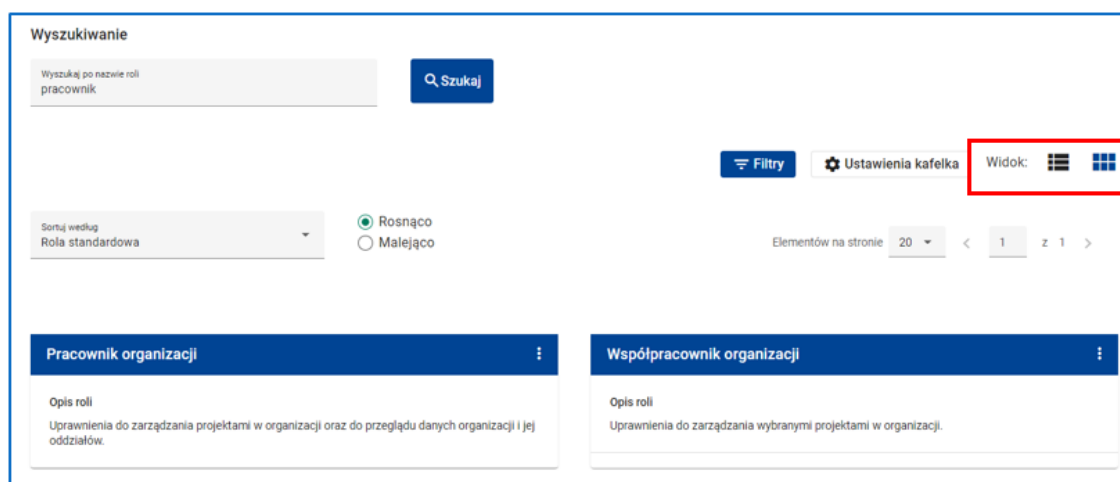 Wyszukiwanie
Wyszukaj po nazwie roli
pracownik
Szukaj
Filtry
Ustawienia kafelka
Widok:
Sortuj według
Rola standardowa
Rosnąco
Malejąco
Elementów na stronie 20 < 1 z 1 >
Pracownik organizacji
Opis roli
Uprawnienia do zarządzania projektami w organizacji oraz do przeglądu danych organizacji i jej
oddziałów.
Współpracownik organizacji
Opis roli
Uprawnienia do zarządzania wybranymi projektami w organizacji.